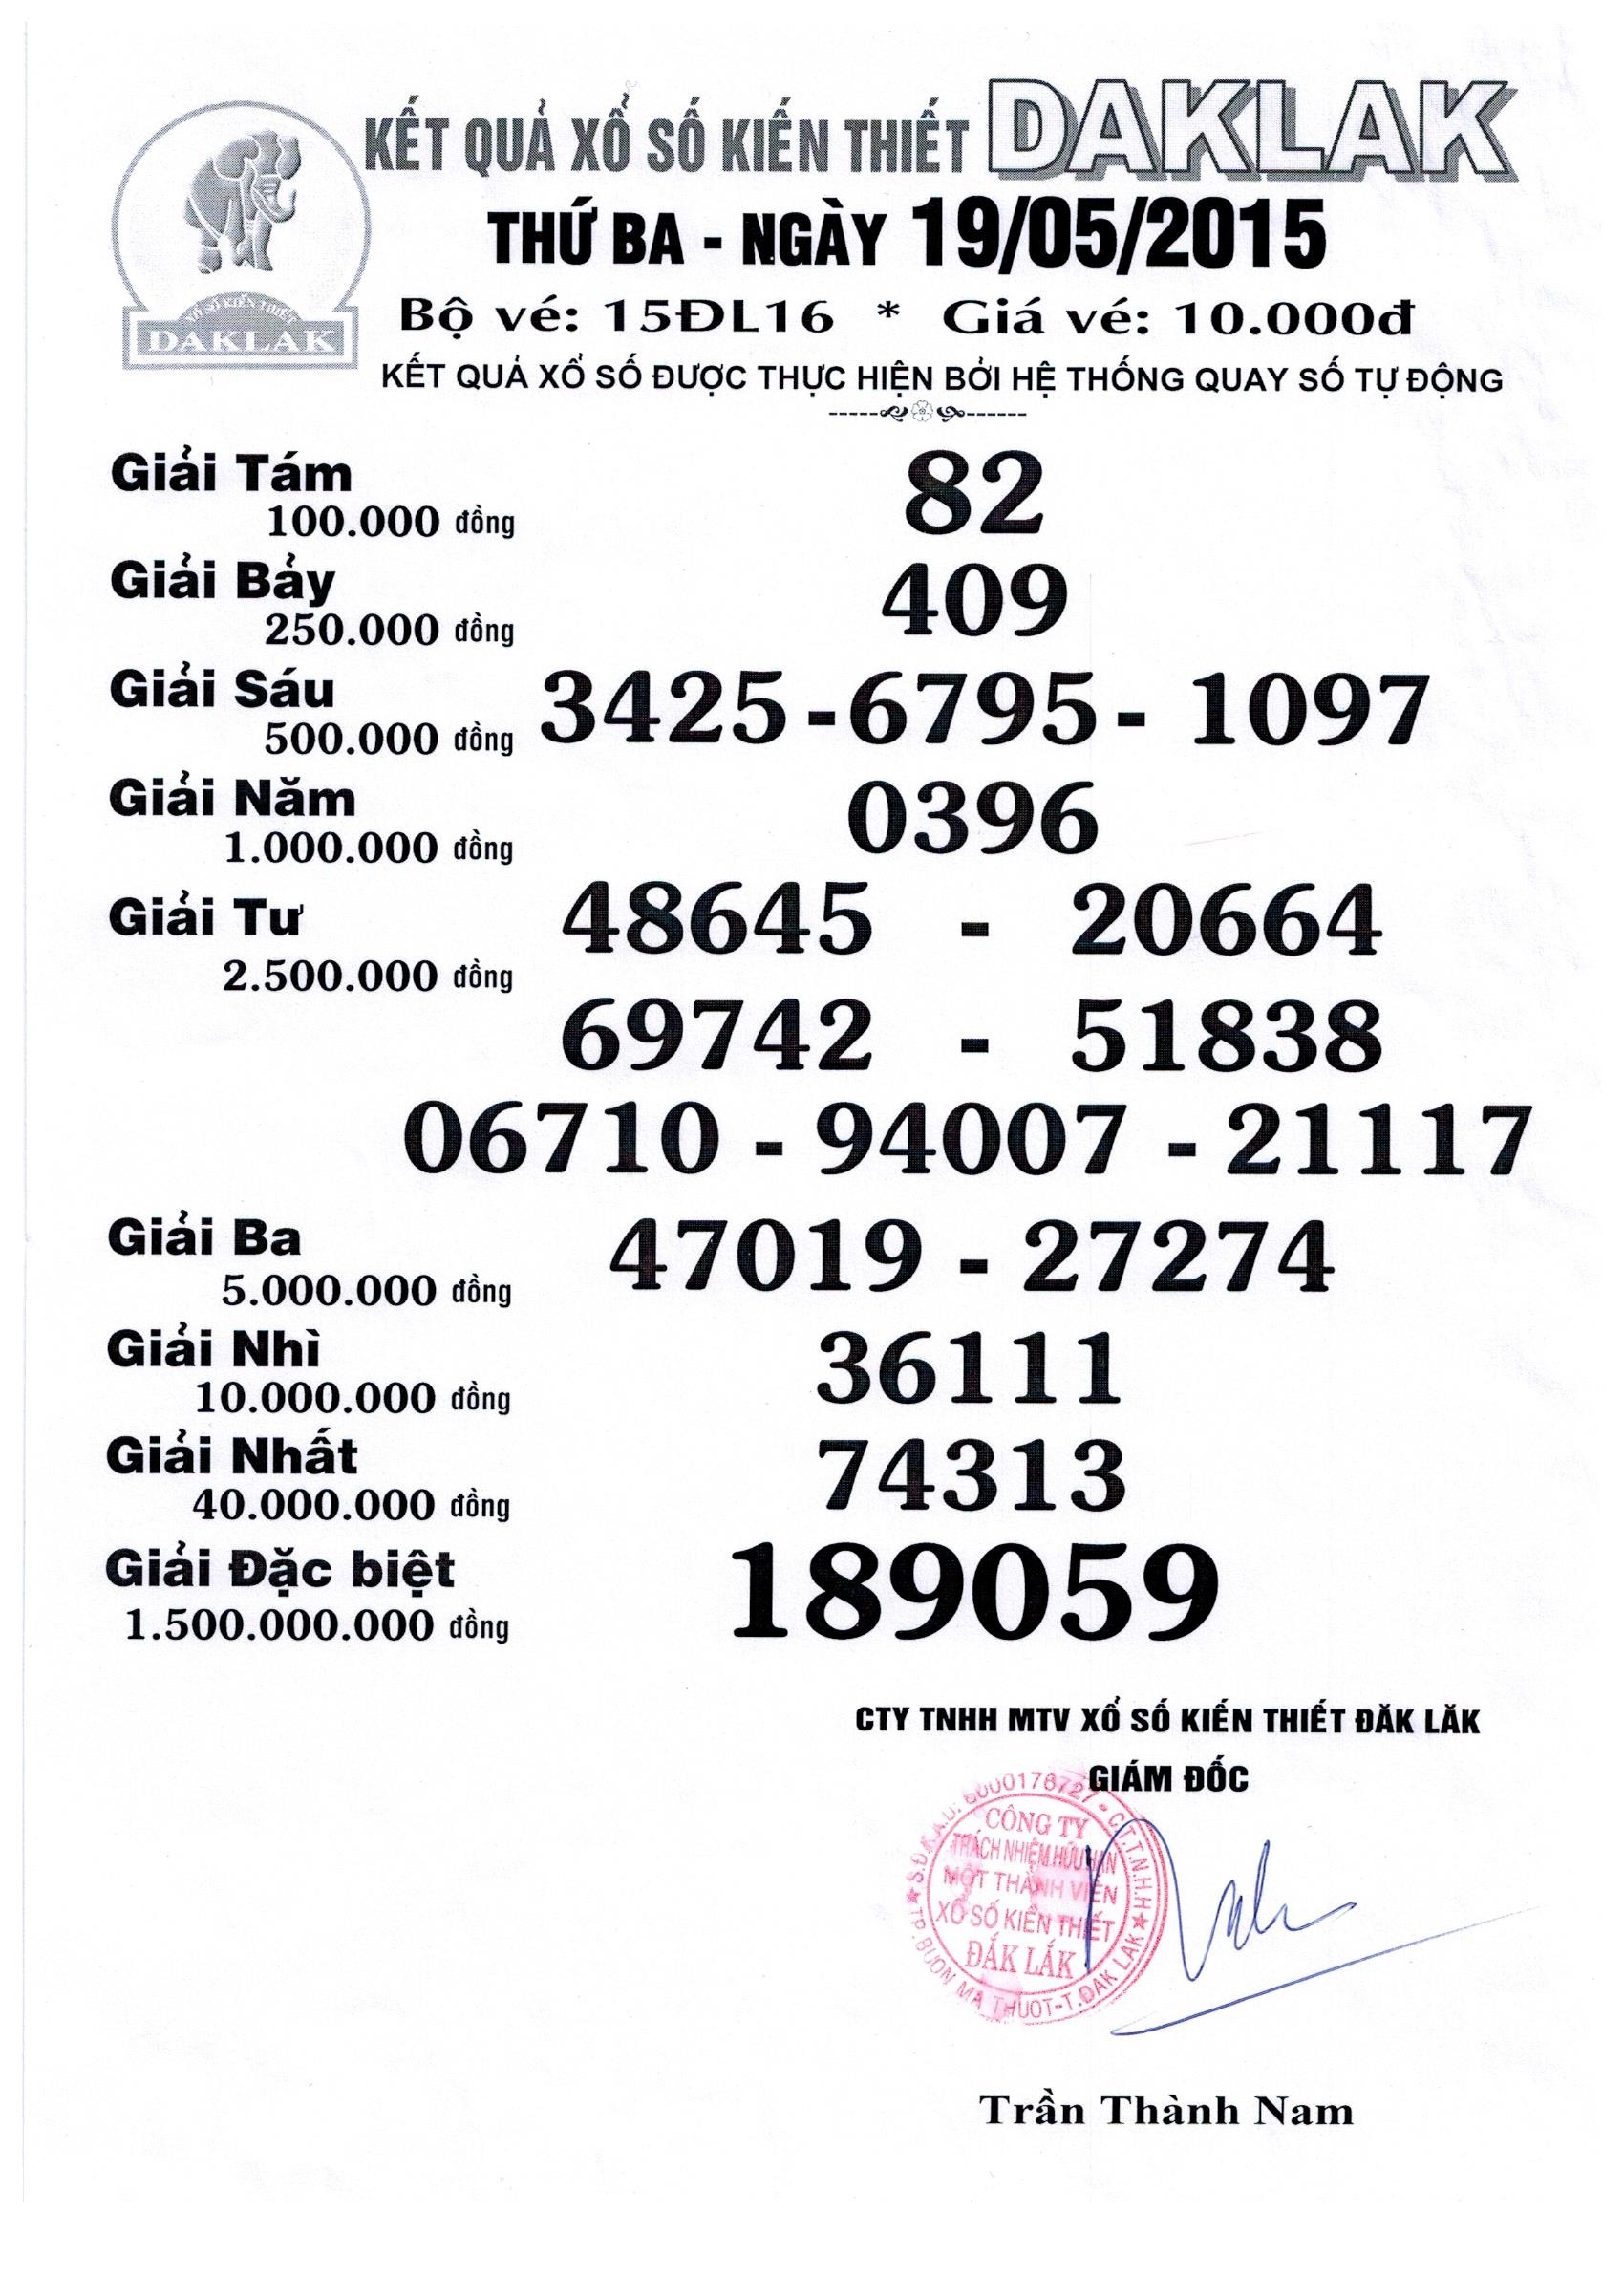 KẾT QUẢ XỔ SỐ KIẾN THIẾT DAKLAK
THỨ BA - NGÀY 19/05/2015
XỔ SỐ KIẾN THIẾT
DAKLAK
Bộ vé: 15ĐL16 * Giá vé: 10.000đ
KẾT QUẢ XỔ SỐ ĐƯỢC THỰC HIỆN BỞI HỆ THỐNG QUAY SỐ TỰ ĐỘNG
Giải Tám
82
100.000 đồng
Giải Bảy
409
250.000 đồng
Giải Sáu
3425 - 6795 - 1097
500.000 đồng
Giải Năm
0396
1.000.000 đồng
Giải Tư
48645 - 20664
2.500.000 đồng
69742 - 51838
06710 - 94007 - 21117
Giải Ba
47019 - 27274
5.000.000 đồng
Giải Nhì
36111
10.000.000 đồng
Giải Nhất
74313
40.000.000 đồng
Giải Đặc biệt
189059
1.500.000.000 đồng
CTY TNHH MTV XỔ SỐ KIẾN THIẾT ĐĂK LĂK
GIÁM ĐỐC
CÔNG TY
TRÁCH NHIỆM HỮU HẠN
MỘT THÀNH VIÊN
XỔ SỐ KIẾN THIẾT
ĐẮK LẮK
TP.BUÔN MA THUỘT-T.ĐAK LAK
Trần Thành Nam